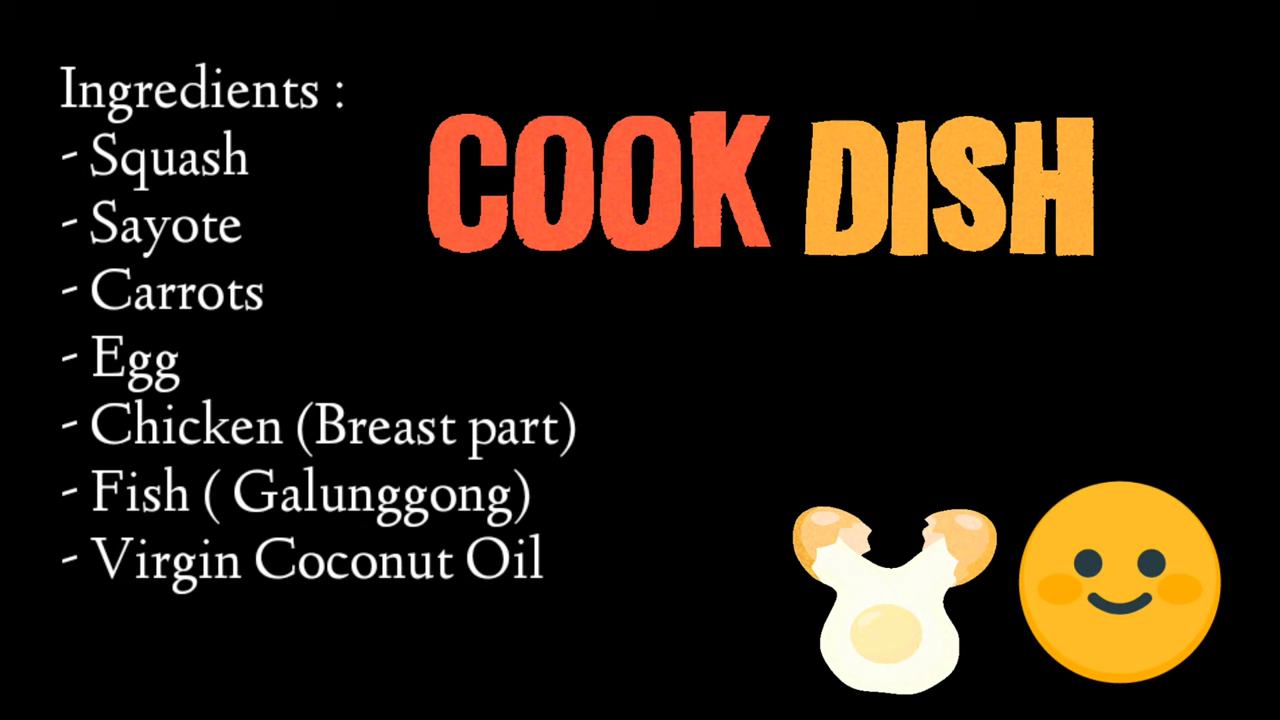 Ingredients :
- Squash
- Sayote
- Carrots
- Egg
- Chicken (Breast part)
- Fish ( Galunggong)
- Virgin Coconut Oil
COOK DISH